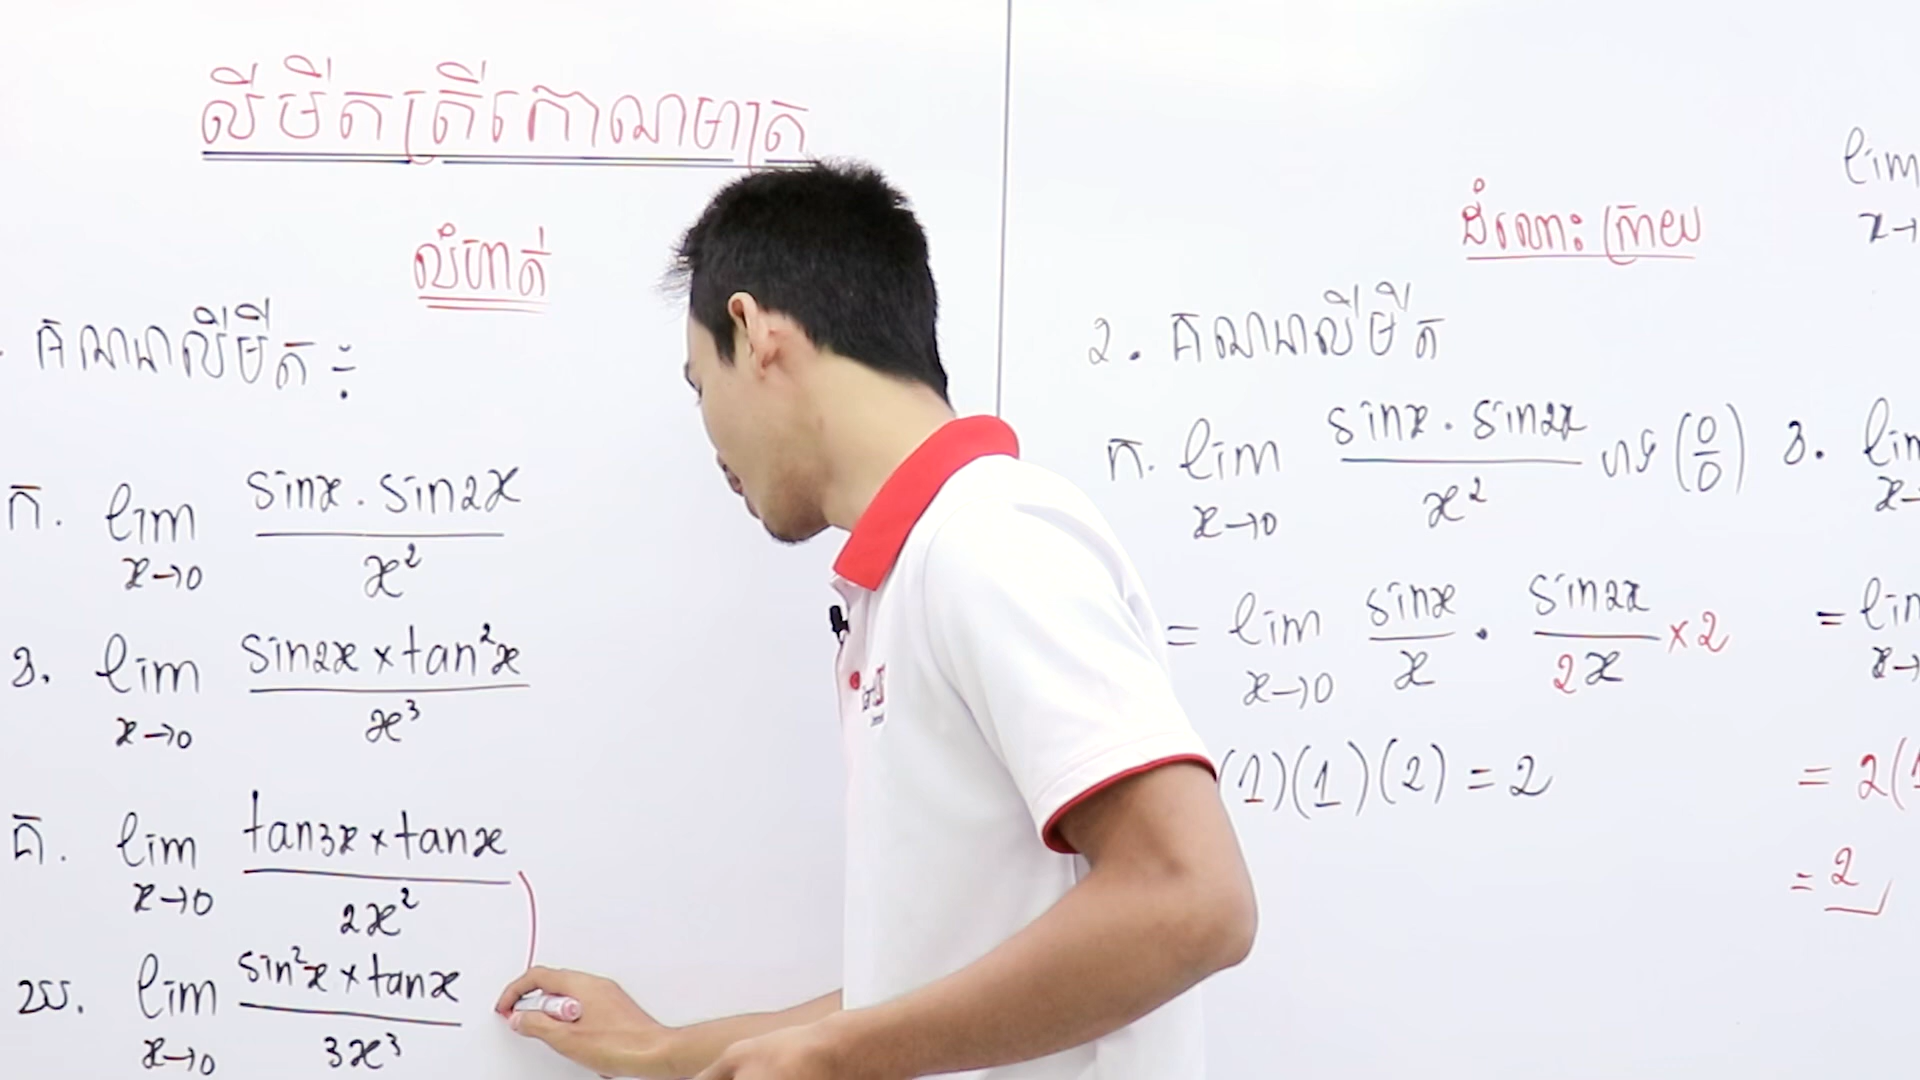 លីមីតត្រីកោណមាត្រ
លំហាត់
. គណនាលីមីត ៖
ក. lim x→0 sinx . sin2x / x²
ខ. lim x→0 sin2x × tan²x / x³
គ. lim x→0 tan3x × tanx / 2x²
ឃ. lim x→0 sin²x × tanx / 3x³
ដំណោះស្រាយ
2. គណនាលីមីត
ក. lim x→0 sinx . sin2x / x² រាង (0/0)
= lim x→0 sinx / x . sin2x / 2x × 2
(1)(1)(2) = 2
lim x→
ខ. lim x→
= lim x→
= 2(1
= 2